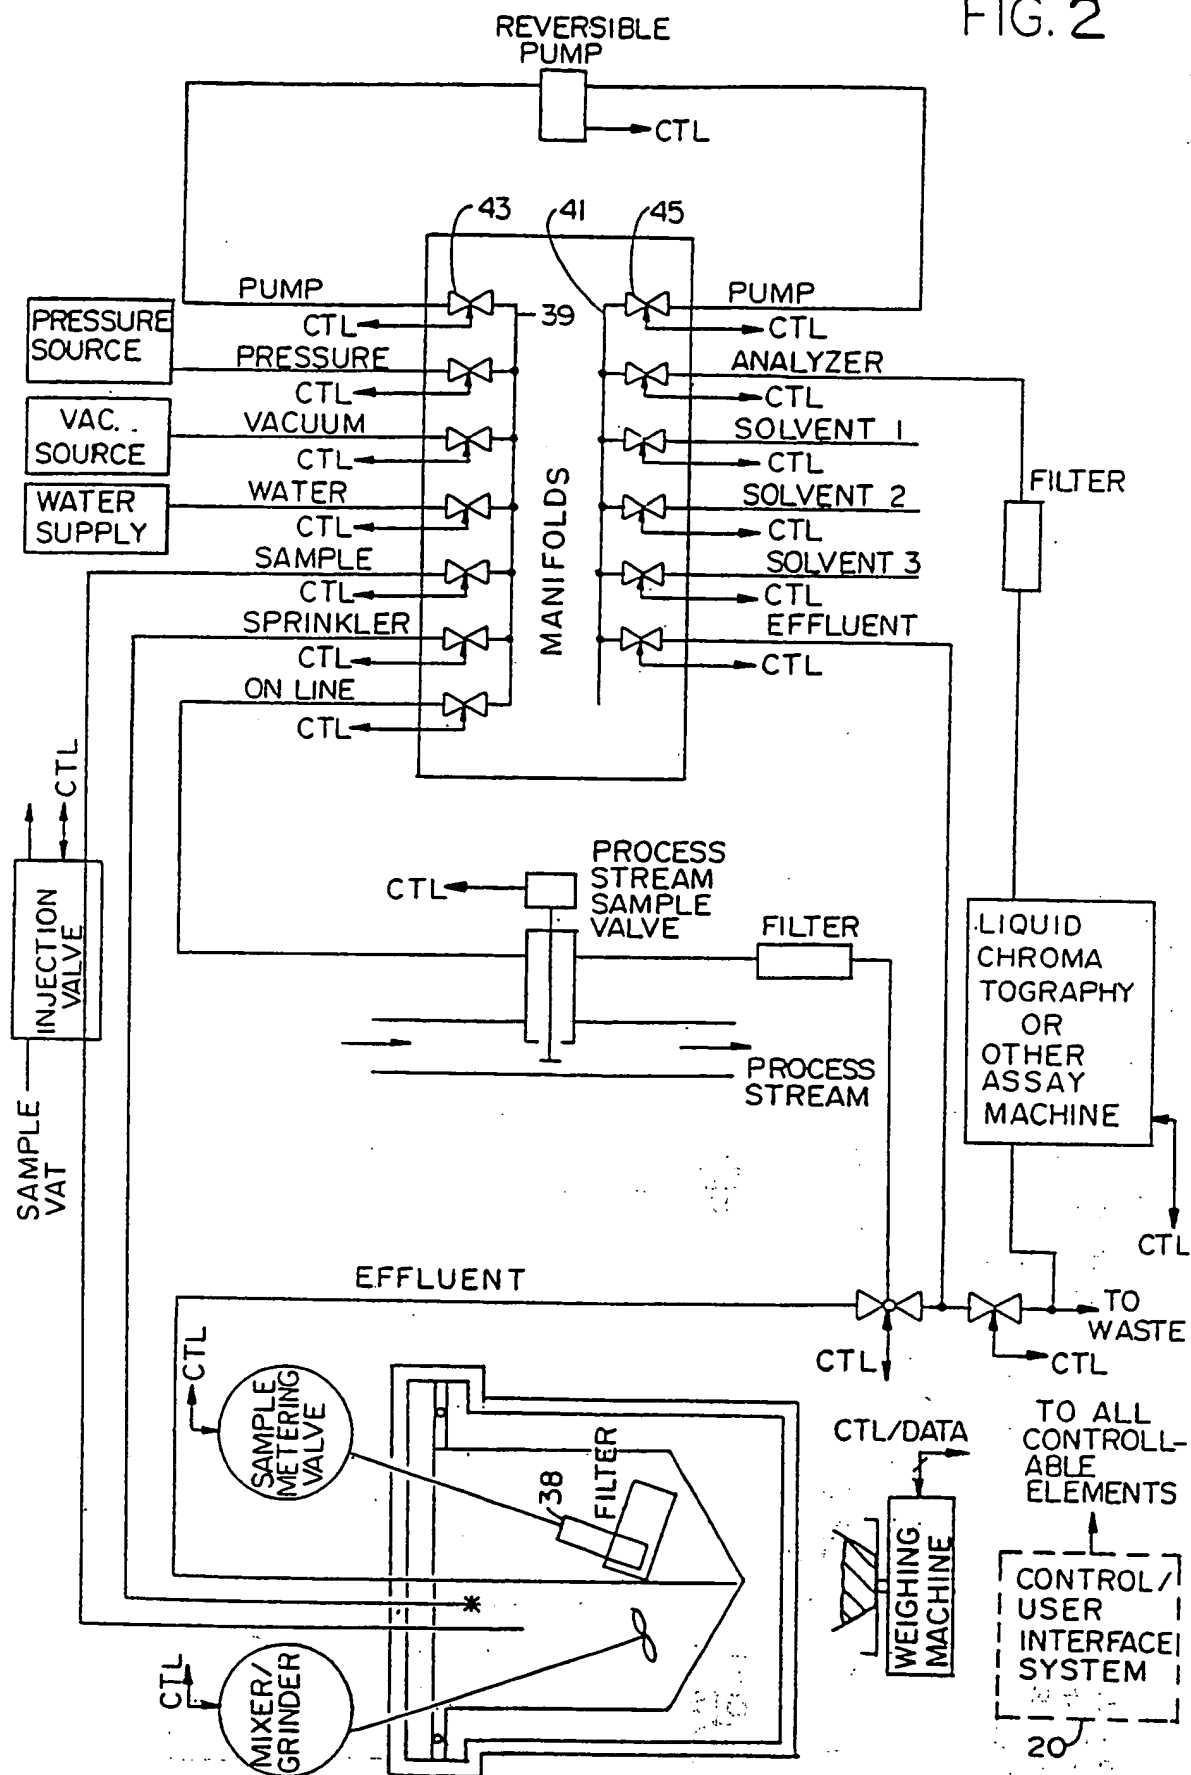 FIG. 2
REVERSIBLE
PUMP
CTL
43
41
45
PUMP
CTL
39
PUMP
CTL
PRESSURE
SOURCE
PRESSURE
CTL
ANALYZER
CTL
VAC.
SOURCE
VACUUM
CTL
SOLVENT 1
CTL
WATER
SUPPLY
WATER
CTL
SOLVENT 2
CTL
MANIFOLDS
SAMPLE
CTL
SOLVENT 3
CTL
SPRINKLER
CTL
EFFLUENT
CTL
ON LINE
CTL
FILTER
CTL
INJECTION
VALVE
SAMPLE
VAT
CTL
PROCESS
STREAM
SAMPLE
VALVE
FILTER
PROCESS
STREAM
LIQUID
CHROMA
TOGRAPHY
OR
OTHER
ASSAY
MACHINE
CTL
EFFLUENT
TO
WASTE
CTL
CTL
CTL
SAMPLE
METERING
VALVE
38
FILTER
CTL
MIXER/
GRINDER
CTL/DATA
WEIGHING
MACHINE
TO ALL
CONTROLL-
ABLE
ELEMENTS
CONTROL/
USER
INTERFACE
SYSTEM
20